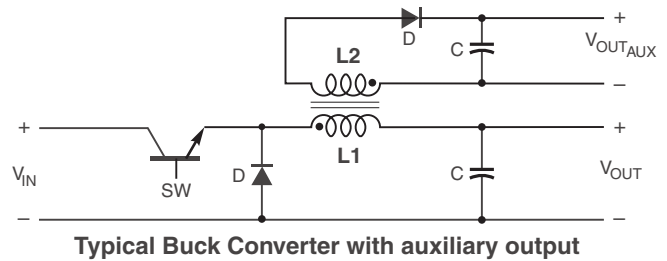 D
+
C
V_OUT_AUX
L2
−
+
+
L1
V_IN
SW
D
C
V_OUT
−
−
Typical Buck Converter with auxiliary output